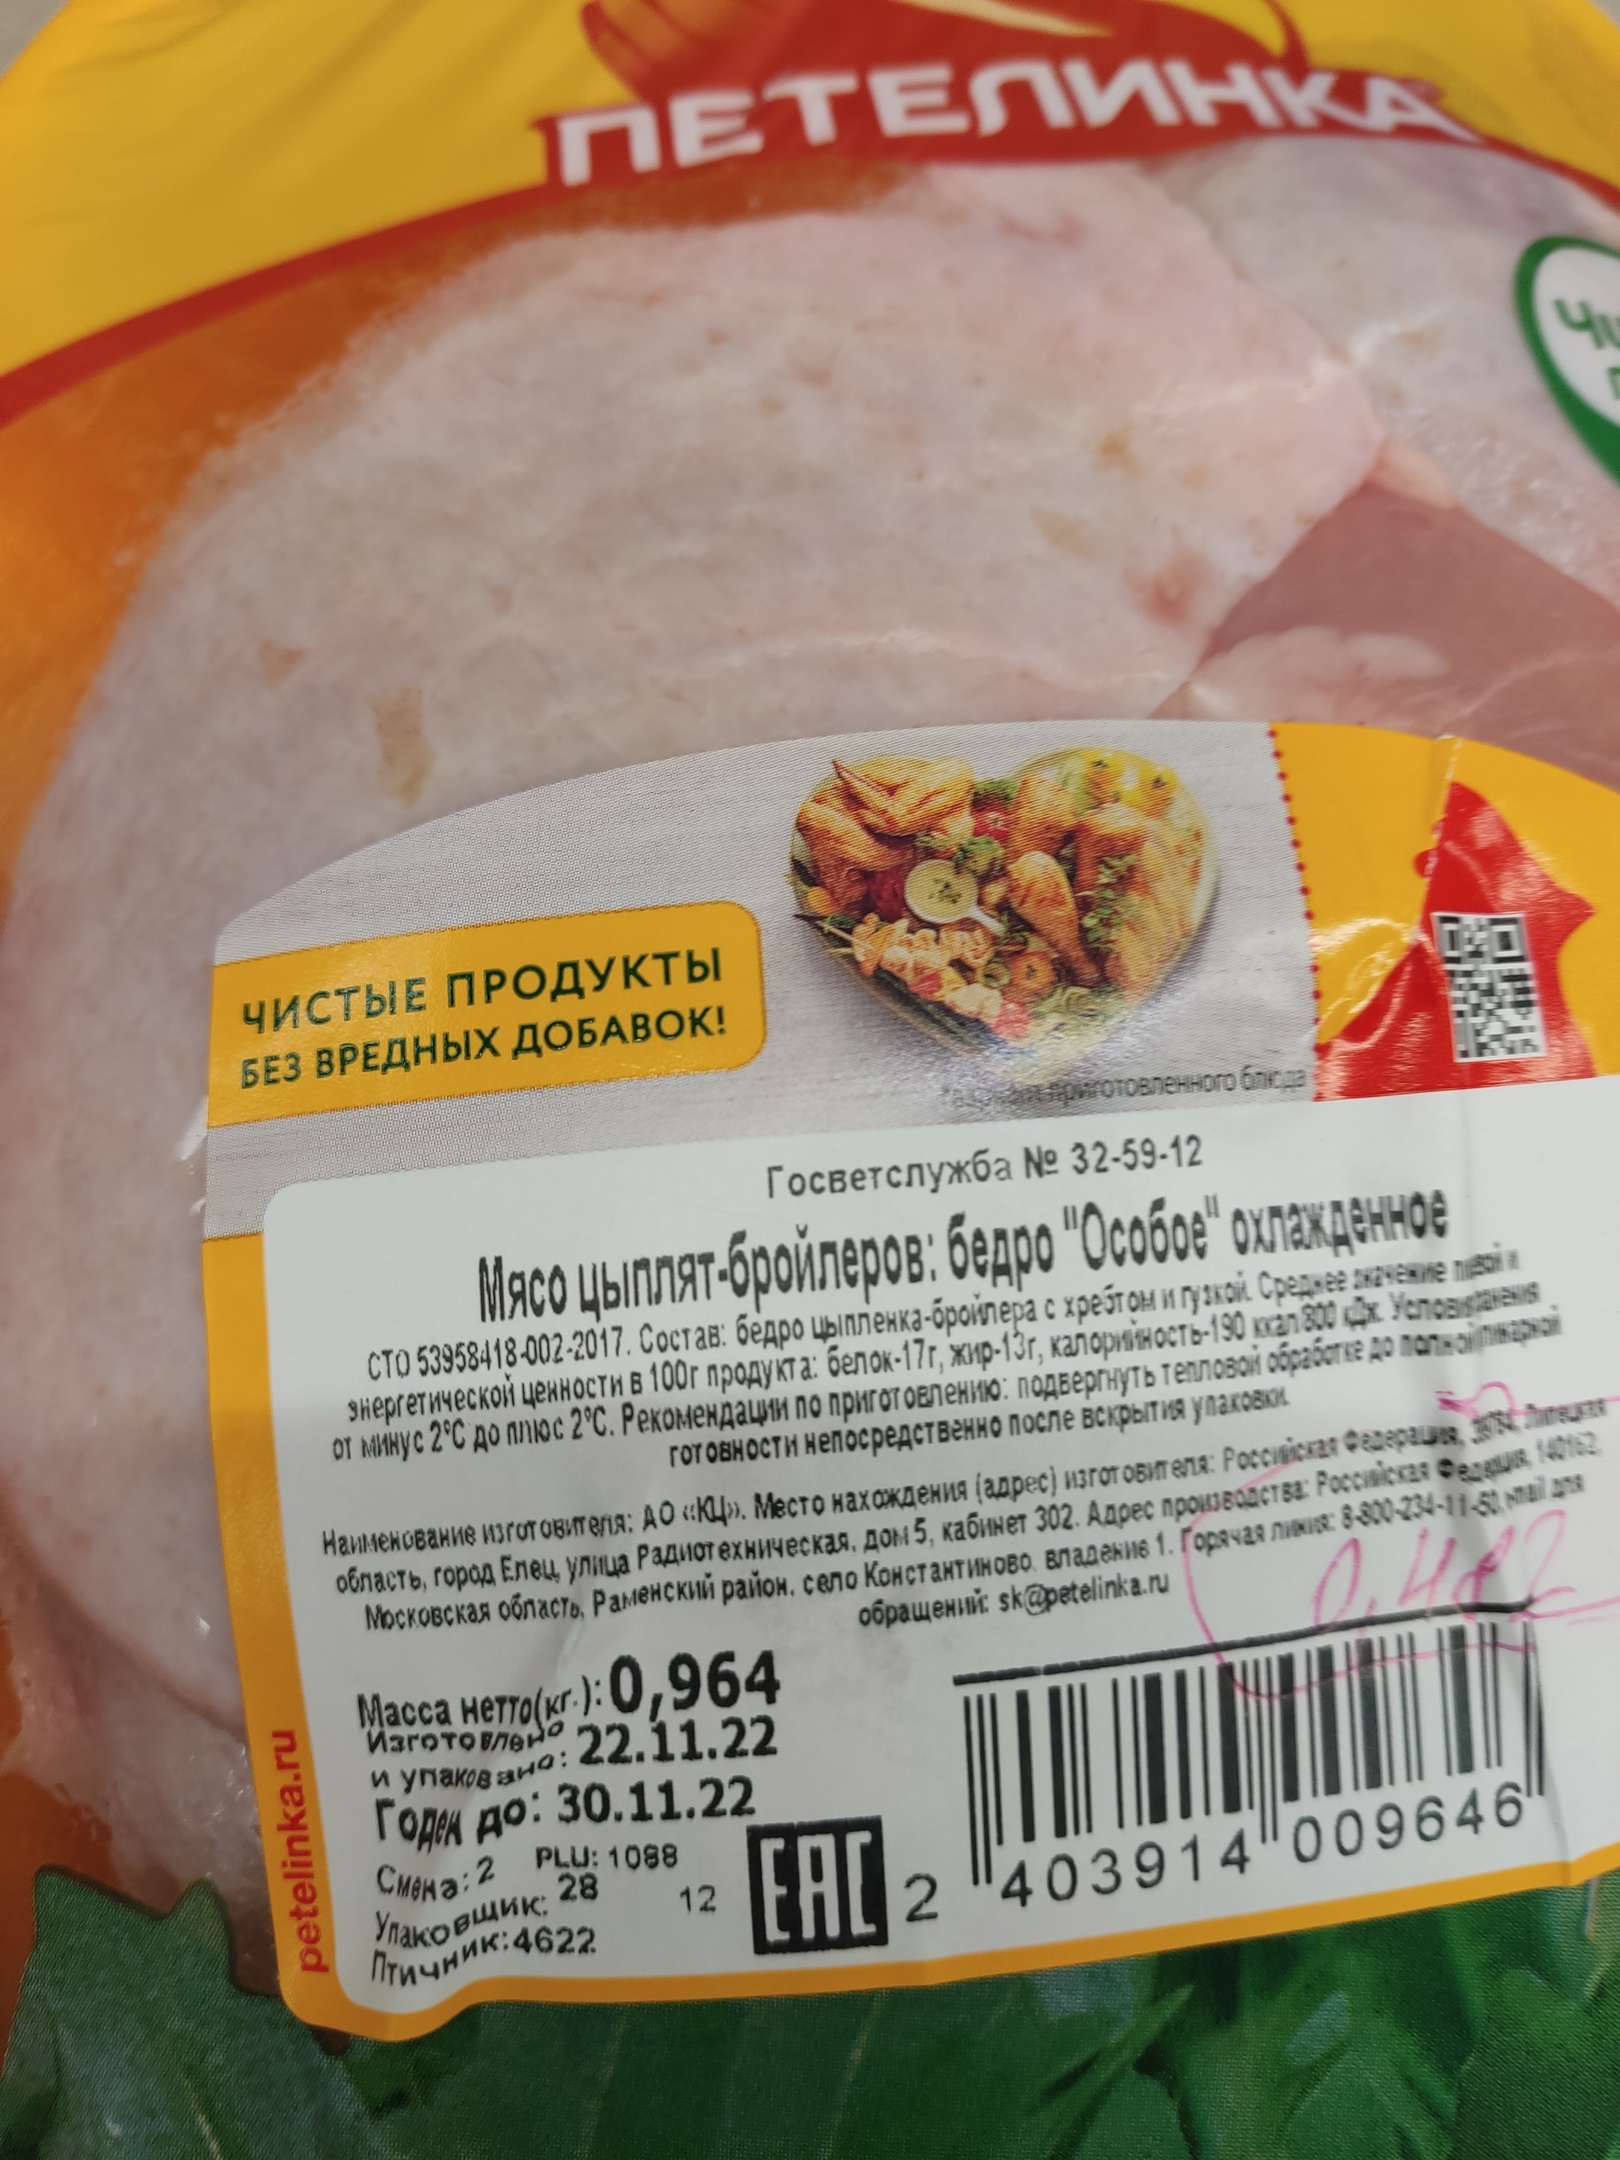 ПЕТЕЛИНКА
ЧИСТЫЕ ПРОДУКТЫ
БЕЗ ВРЕДНЫХ ДОБАВОК!
приготовленного блюда
Госветслужба № 32-59-12
Мясо цыплят-бройлеров: бедро "Особое" охлажденное
СТО 53958418-002-2017. Состав: бедро цыпленка-бройлера с хребтом и гузкой. Среднее значение и
энергетической ценности в 100г продукта: белок-17г, жир-13г, калорийность-190 ккал 800 кДж.
от минус 2°С до плюс 2°С. Рекомендации по приготовлению: подвергнуть тепловой обработке до
готовности непосредственно после вскрытия упаковки.
Наименование изготовителя: АО «КЦ». Место нахождения (адрес) изготовителя: Российская Федерация,
область, город Елец, улица Радиотехническая, дом 5, кабинет 302. Адрес производства: Российская 140162,
Московская область, Раменский район, село Константиново, владение 1. Горячая линия: 8-800-234-11-50, для
обращений: sk@petelinka.ru
0,482
Масса нетто(кг.): 0,964
Изготовлено
и упаковано: 22.11.22
Годен до: 30.11.22
Смена: 2 PLU: 1088
Упаковщик: 28 12
Птичник: 4622
EAC
2 403914 009646
petelinka.ru